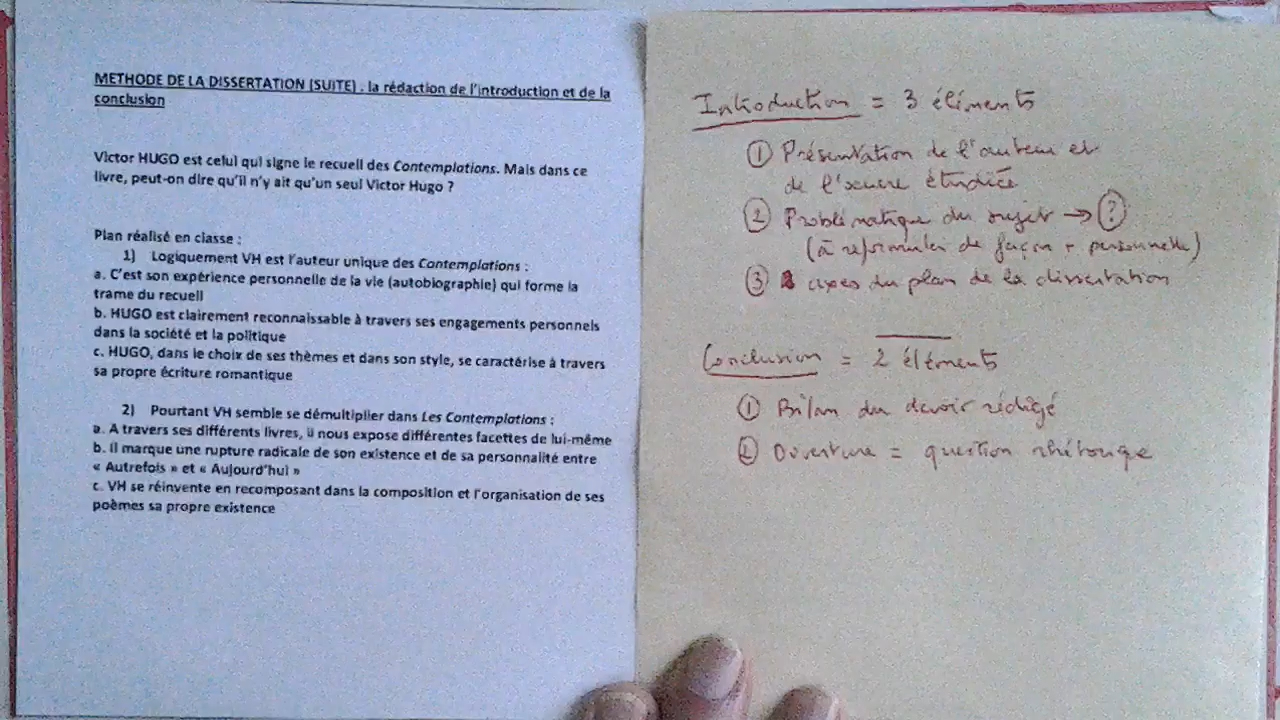 METHODE DE LA DISSERTATION (SUITE) . la rédaction de l'introduction et de la
conclusion
Victor HUGO est celui qui signe le recueil des Contemplations. Mais dans ce
livre, peut-on dire qu'il n'y ait qu'un seul Victor Hugo ?
Plan réalisé en classe :
1) Logiquement VH est l'auteur unique des Contemplations :
a. C'est son expérience personnelle de la vie (autobiographie) qui forme la
trame du recueil
b. HUGO est clairement reconnaissable à travers ses engagements personnels
dans la société et la politique
c. HUGO, dans le choix de ses thèmes et dans son style, se caractérise à travers
sa propre écriture romantique
2) Pourtant VH semble se démultiplier dans Les Contemplations :
a. A travers ses différents livres, il nous expose différentes facettes de lui-même
b. Il marque une rupture radicale de son existence et de sa personnalité entre
« Autrefois » et « Aujourd'hui »
c. VH se réinvente en recomposant dans la composition et l'organisation de ses
poèmes sa propre existence
Introduction = 3 éléments
① Présentation de l'auteur et
de l'œuvre étudiée
② Problématique du sujet → ?
(à reformuler de façon + personnelle)
③ axes du plan de la dissertation
Conclusion = 2 éléments
① Bilan du devoir rédigé
② Ouverture = question rhétorique